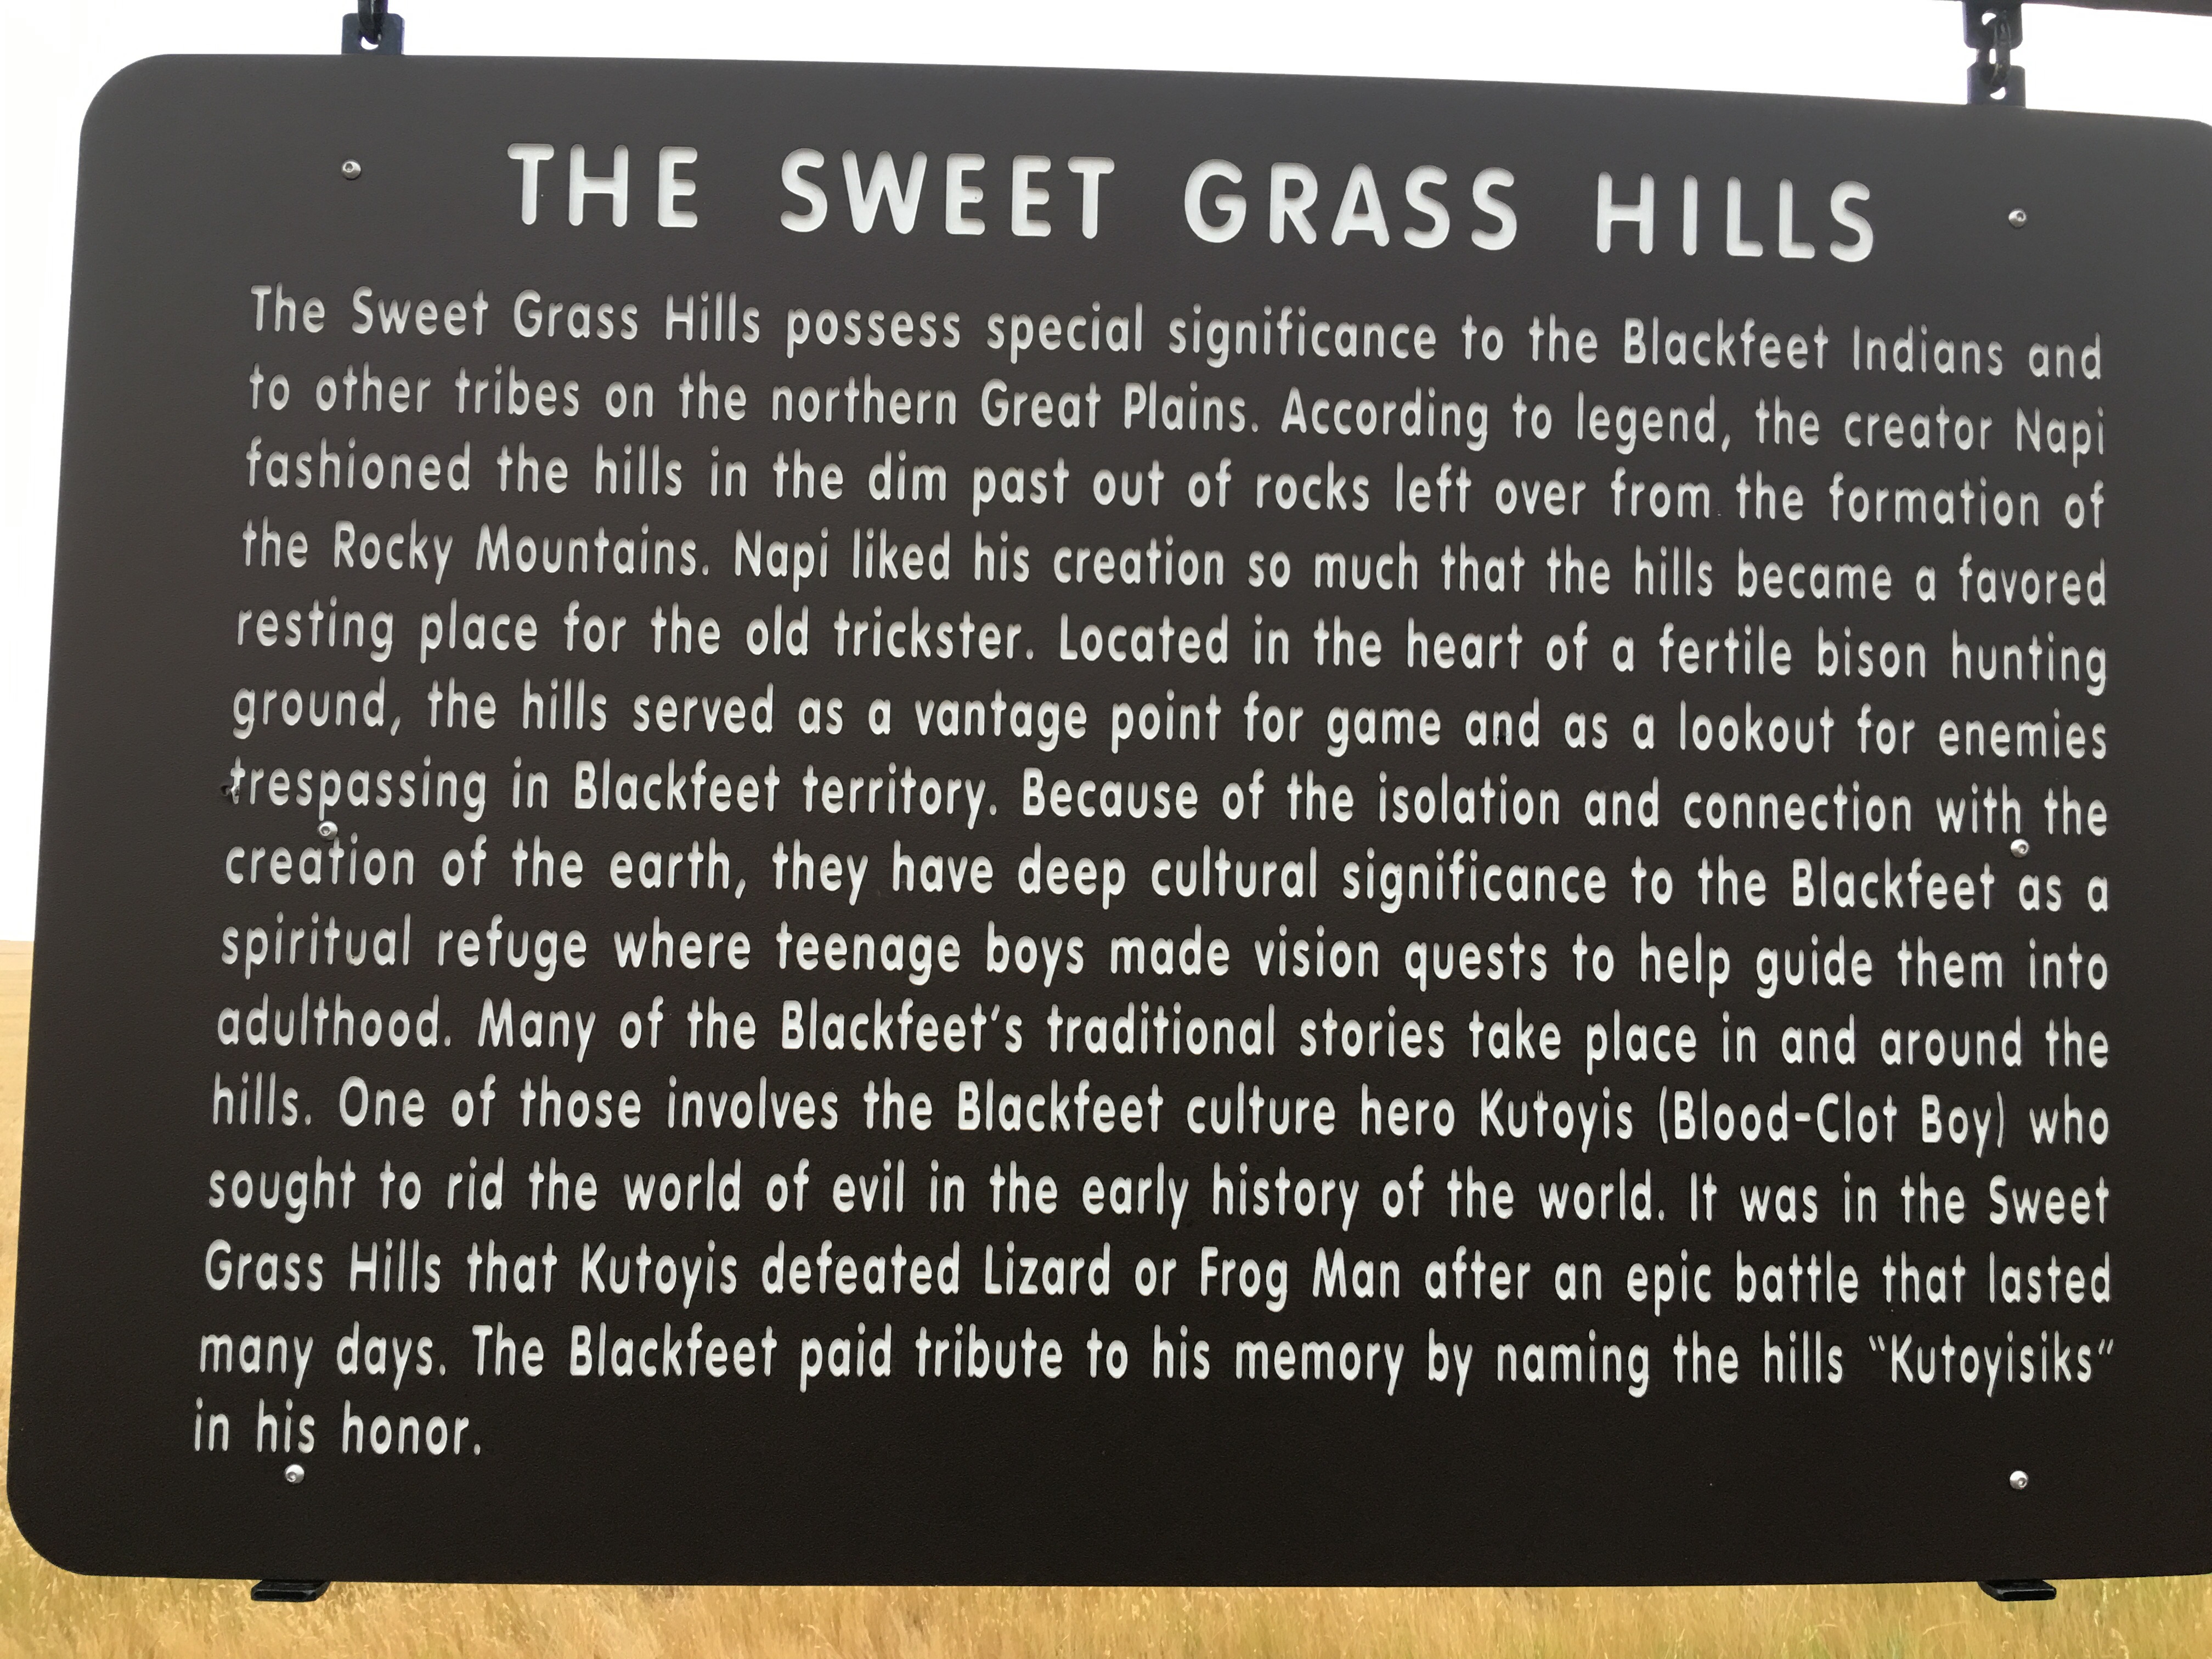 THE SWEET GRASS HILLS
The Sweet Grass Hills possess special significance to the Blackfeet Indians and
to other tribes on the northern Great Plains. According to legend, the creator Napi
fashioned the hills in the dim past out of rocks left over from the formation of
the Rocky Mountains. Napi liked his creation so much that the hills became a favored
resting place for the old trickster. Located in the heart of a fertile bison hunting
ground, the hills served as a vantage point for game and as a lookout for enemies
trespassing in Blackfeet territory. Because of the isolation and connection with the
creation of the earth, they have deep cultural significance to the Blackfeet as a
spiritual refuge where teenage boys made vision quests to help guide them into
adulthood. Many of the Blackfeet's traditional stories take place in and around the
hills. One of those involves the Blackfeet culture hero Kutoyis (Blood-Clot Boy) who
sought to rid the world of evil in the early history of the world. It was in the Sweet
Grass Hills that Kutoyis defeated Lizard or Frog Man after an epic battle that lasted
many days. The Blackfeet paid tribute to his memory by naming the hills "Kutoyisiks"
in his honor.